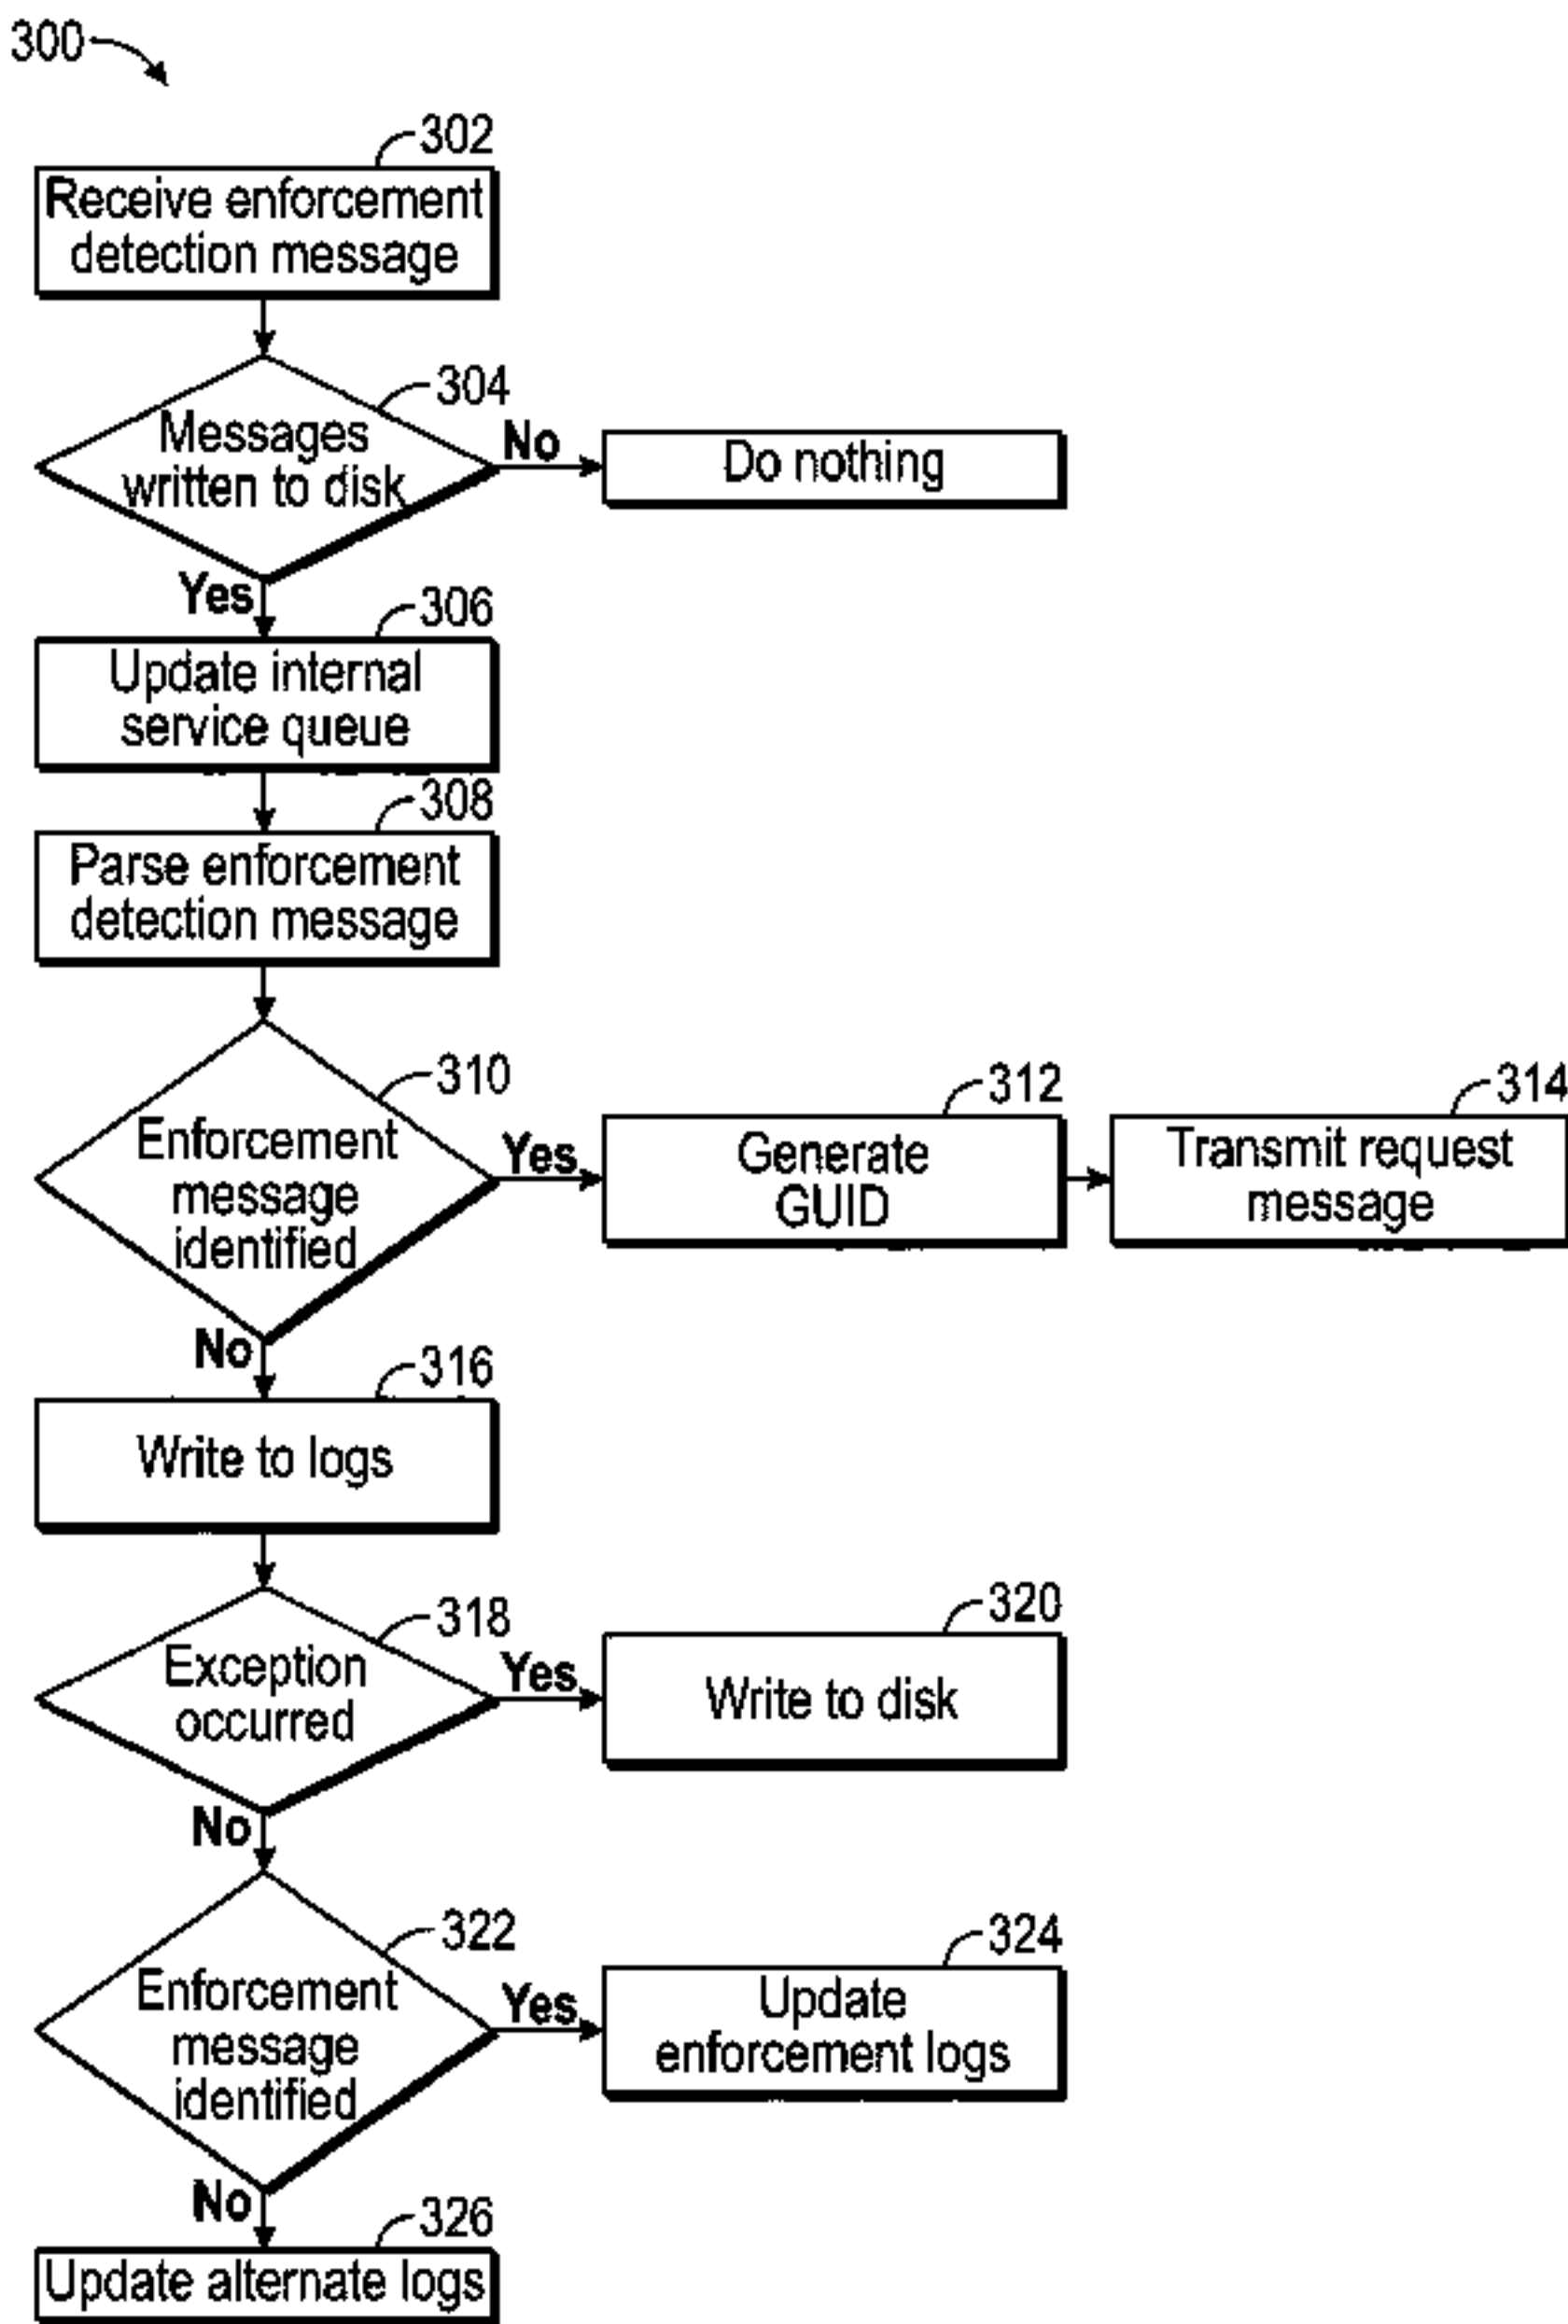 300
302
Receive enforcement
detection message
304
Messages
written to disk
No
Do nothing
Yes
306
Update internal
service queue
308
Parse enforcement
detection message
310
Enforcement
message
identified
Yes
312
Generate
GUID
314
Transmit request
message
No
316
Write to logs
318
Exception
occurred
Yes
320
Write to disk
No
322
Enforcement
message
identified
Yes
324
Update
enforcement logs
No
326
Update alternate logs